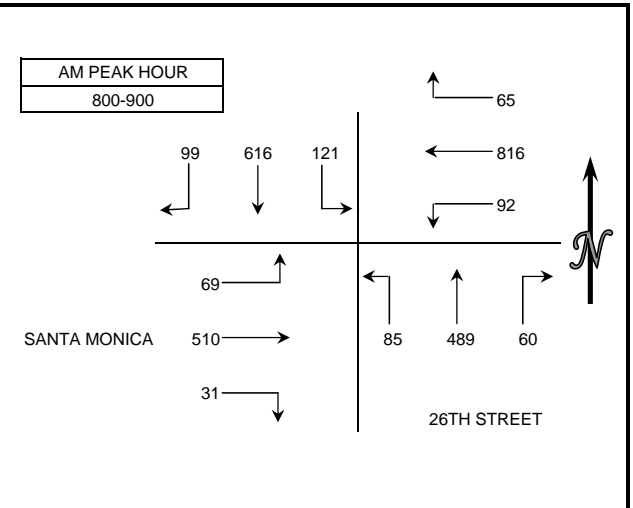 AM PEAK HOUR
800-900
65
99 616 121
816
92
N
69
SANTA MONICA 510
85 489 60
31
26TH STREET